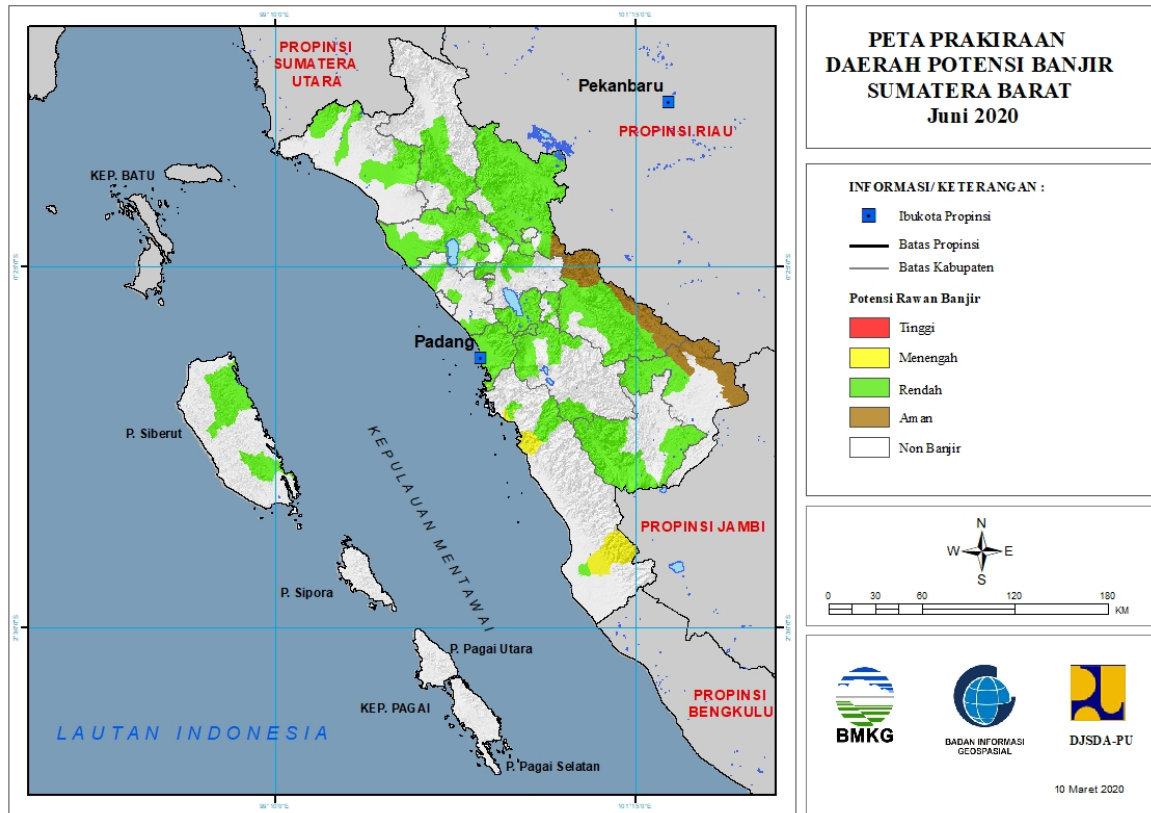 PETA PRAKIRAAN
DAERAH POTENSI BANJIR
SUMATERA BARAT
Juni 2020
INFORMASI/ KETERANGAN :
Ibukota Propinsi
Batas Propinsi
Batas Kabupaten
Potensi Rawan Banjir
Tinggi
Menengah
Rendah
Aman
Non Banjir
N
W E
S
0 30 60 120 180
KM
BMKG
BADAN INFORMASI
GEOSPASIAL
DJSDA-PU
10 Maret 2020
PROPINSI
SUMATERA
UTARA
Pekanbaru
PROPINSI RIAU
KEP. BATU
Padang
P. Siberut
KEPULAUAN MENTAWAI
PROPINSI JAMBI
P. Sipora
P. Pagai Utara
KEP. PAGAI
PROPINSI
BENGKULU
LAUTAN INDONESIA
P. Pagai Selatan